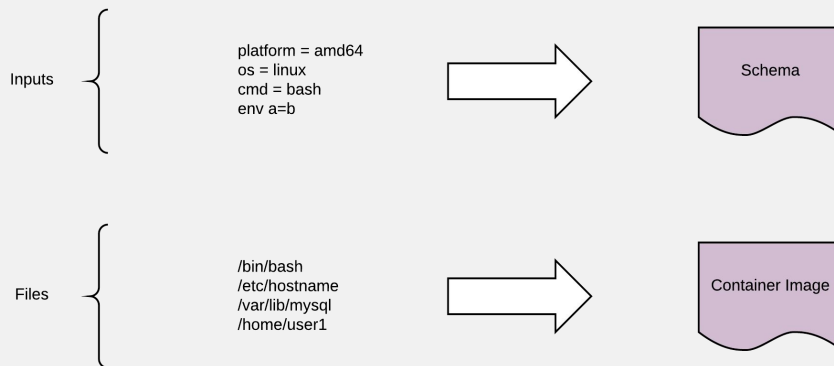 Inputs
platform = amd64
os = linux
cmd = bash
env a=b
Schema
Files
/bin/bash
/etc/hostname
/var/lib/mysql
/home/user1
Container Image